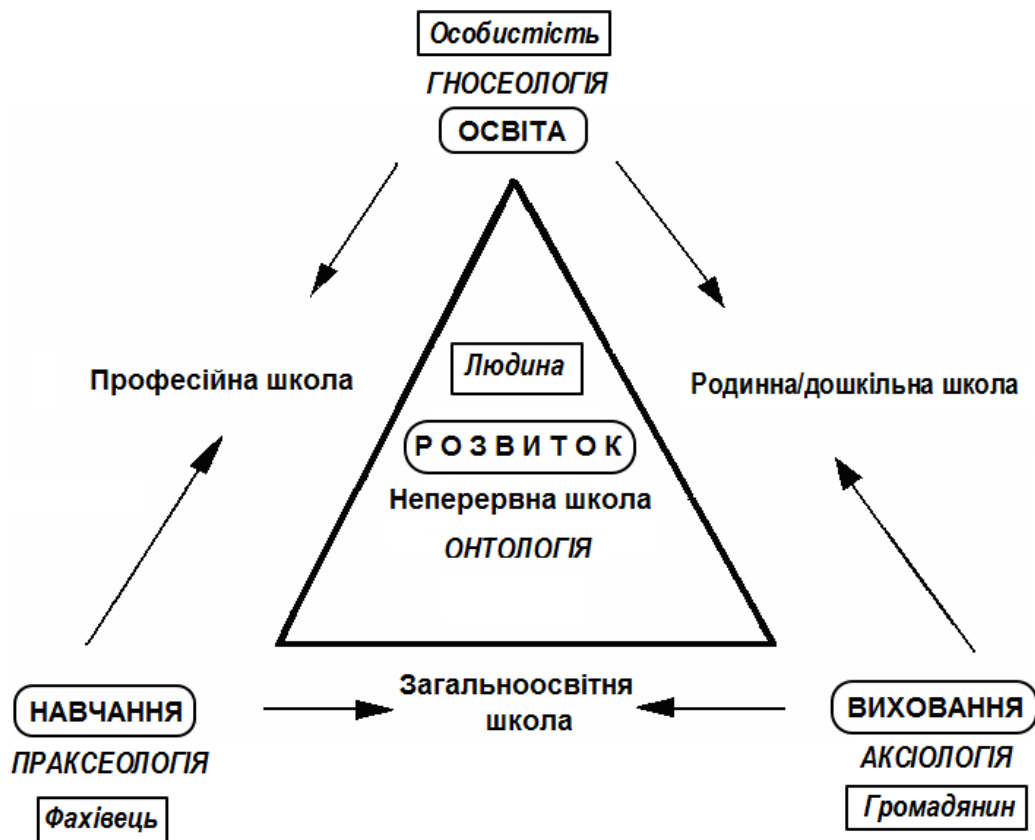 Особистість
ГНОСЕОЛОГІЯ
ОСВІТА
Людина
Професійна школа
Родинна/дошкільна школа
РОЗВИТОК
Неперервна школа
ОНТОЛОГІЯ
Загальноосвітня
школа
НАВЧАННЯ
ПРАКСЕОЛОГІЯ
Фахівець
ВИХОВАННЯ
АКСІОЛОГІЯ
Громадянин